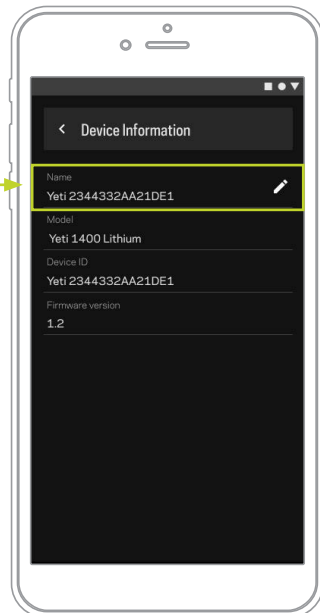 Device Information
Name
Yeti 2344332AA21DE1
Model
Yeti 1400 Lithium
Device ID
Yeti 2344332AA21DE1
Firmware version
1.2